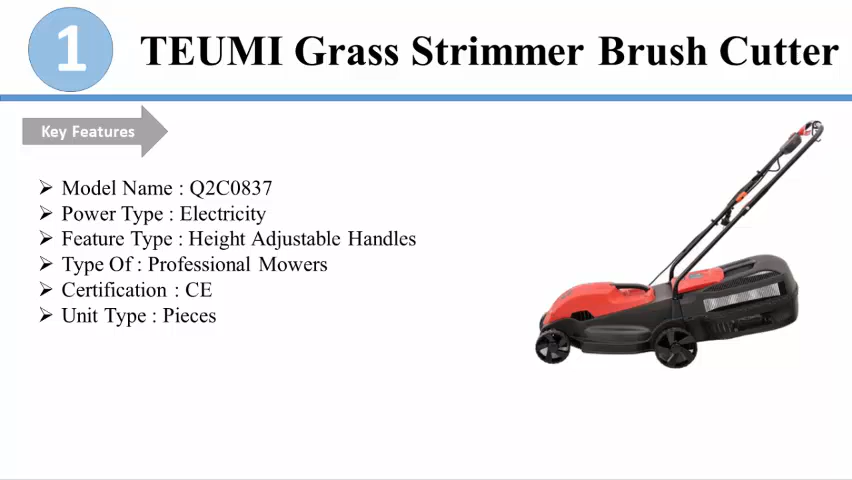 1
TEUMI Grass Strimmer Brush Cutter
Key Features
➢ Model Name : Q2C0837
➢ Power Type : Electricity
➢ Feature Type : Height Adjustable Handles
➢ Type Of : Professional Mowers
➢ Certification : CE
➢ Unit Type : Pieces